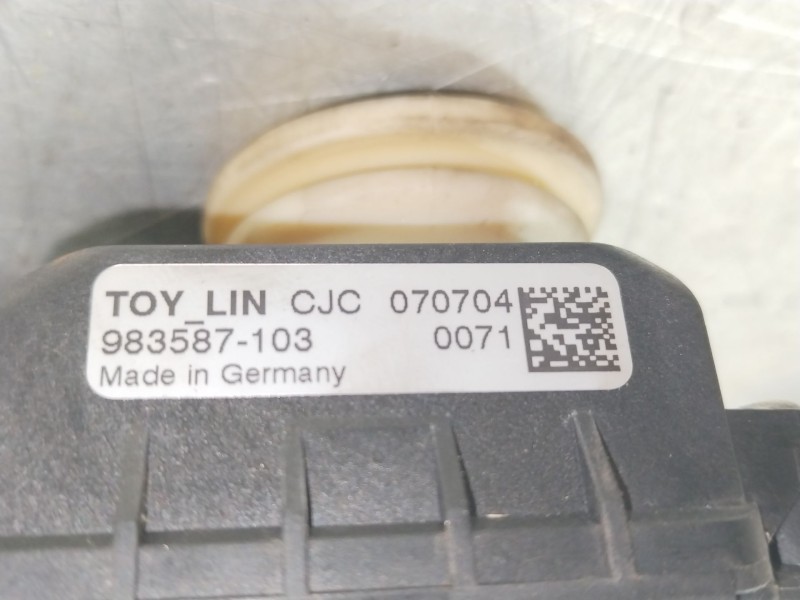 TOY_LIN CJC 070704
983587-103 0071
Made in Germany